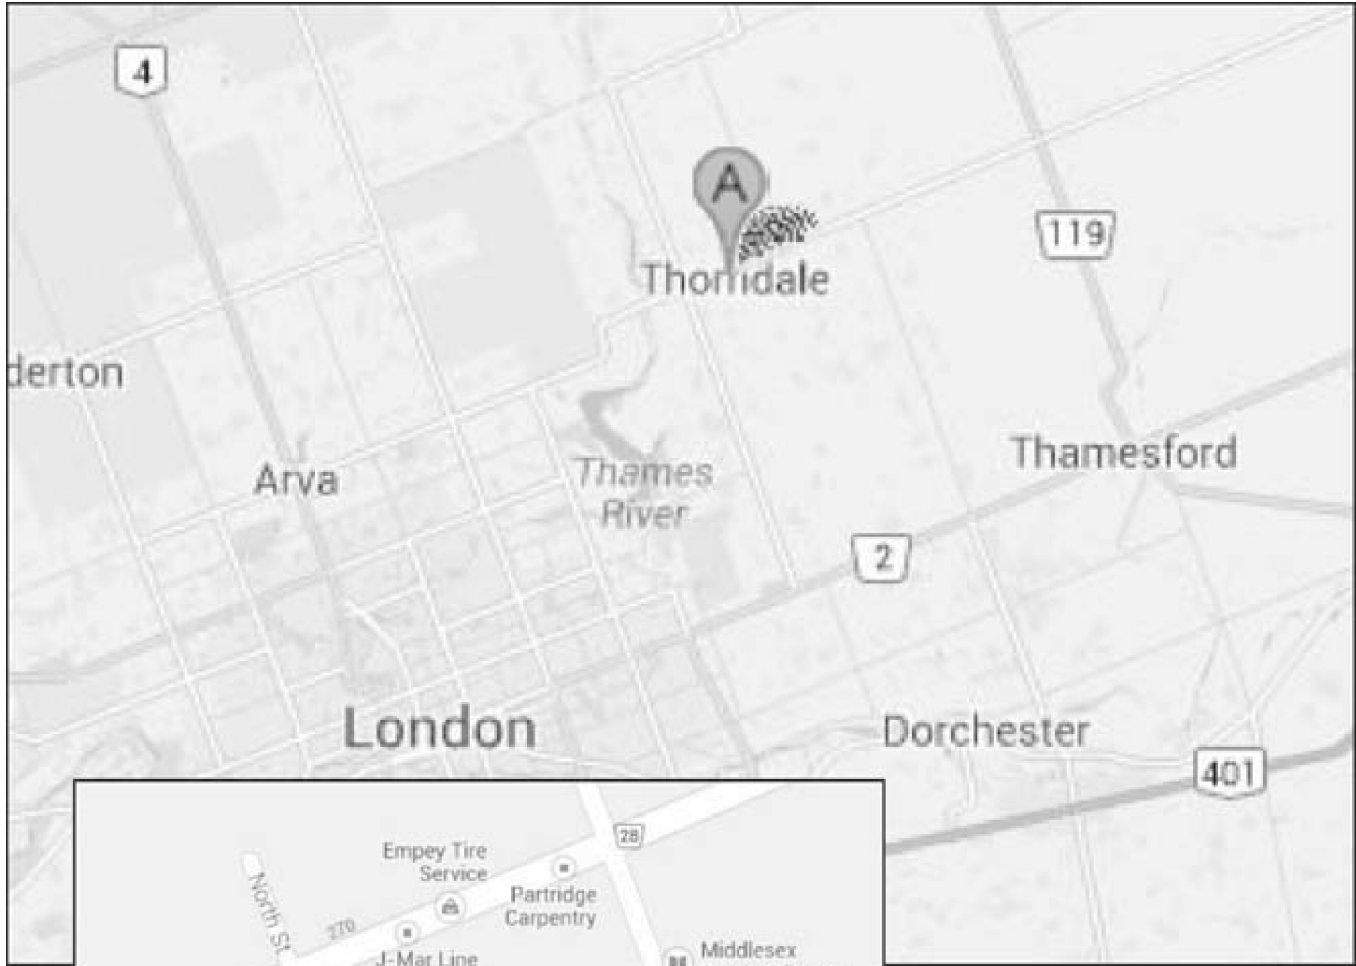 4
A
119
Thorndale
derton
Arva
Thamesford
Thames
River
2
London
Dorchester
401
28
Empey Tire
Service
Partridge
Carpentry
North St
270
J-Mar Line
Middlesex